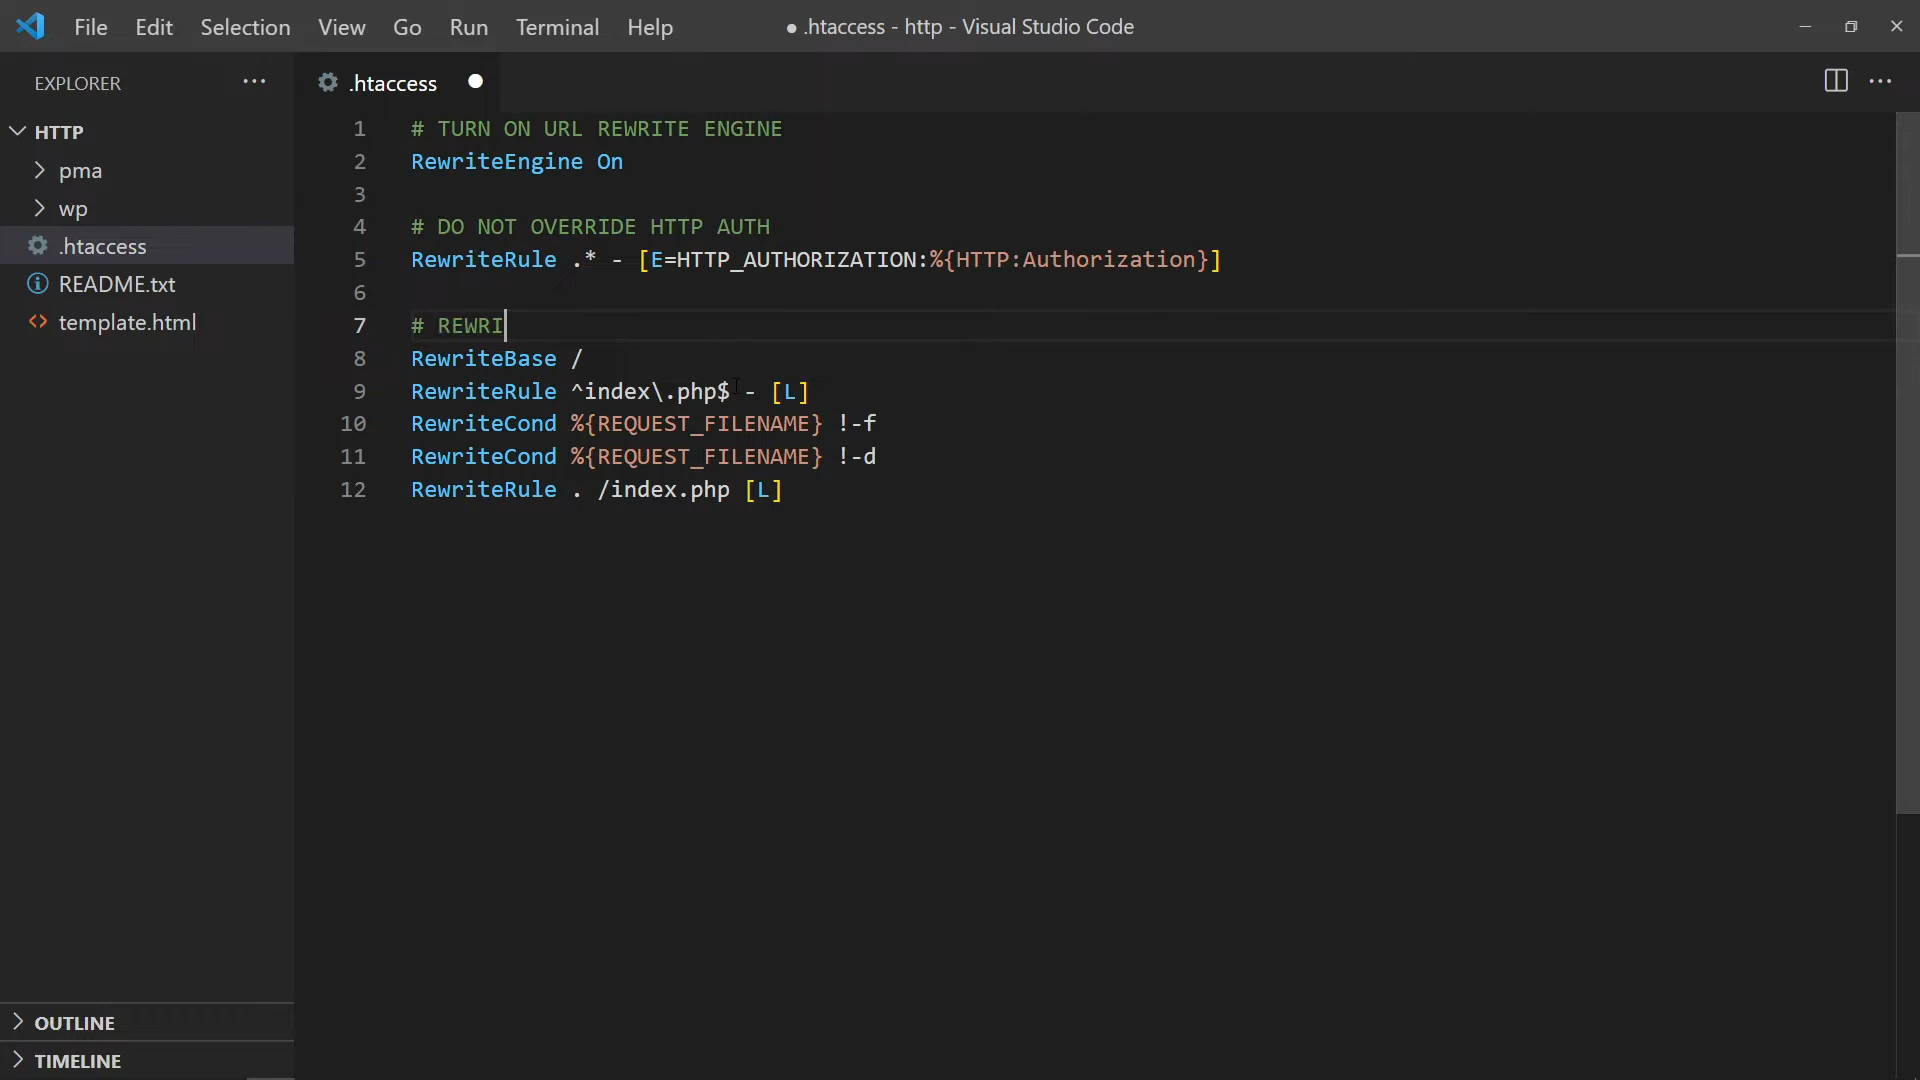 File Edit Selection View Go Run Terminal Help ● .htaccess - http - Visual Studio Code
EXPLORER
.htaccess
HTTP
pma
wp
.htaccess
README.txt
template.html
OUTLINE
TIMELINE
1 # TURN ON URL REWRITE ENGINE
2 RewriteEngine On
3
4 # DO NOT OVERRIDE HTTP AUTH
5 RewriteRule .* - [E=HTTP_AUTHORIZATION:%{HTTP:Authorization}]
6
7 # REWRI
8 RewriteBase /
9 RewriteRule ^index\.php$ - [L]
10 RewriteCond %{REQUEST_FILENAME} !-f
11 RewriteCond %{REQUEST_FILENAME} !-d
12 RewriteRule . /index.php [L]